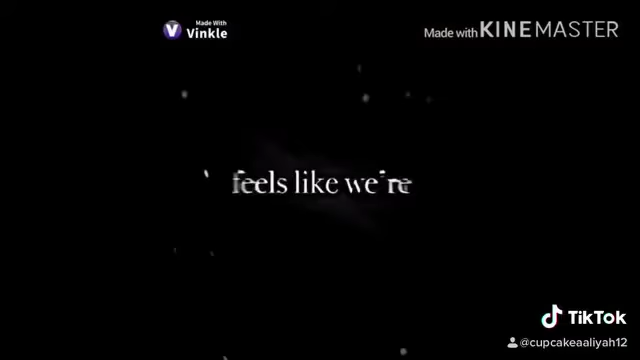 Made With
Vinkle
Made with KINEMASTER
feels like we're
TikTok
@cupcakeaaliyah12